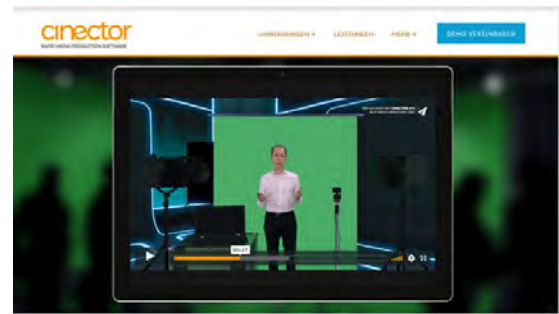 cinector
RAPID MEDIA PRODUCTION SOFTWARE
ANWENDUNGEN
LEISTUNGEN
MEHR
DEMO VEREINBAREN